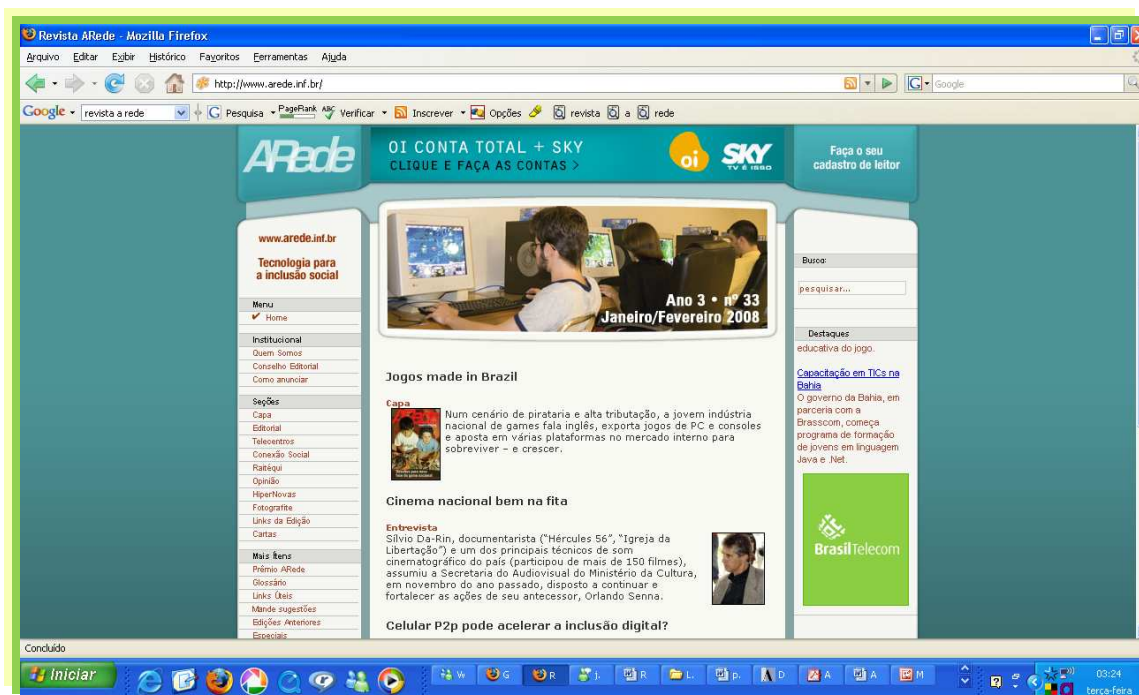 Revista ARede - Mozilla Firefox
Arquivo Editar Exibir Histórico Favoritos Ferramentas Ajuda
http://www.arede.inf.br/
Google
Google revista a rede Pesquisa PageRank ABC Verificar Inscrever Opções revista a rede
ARede
OI CONTA TOTAL + SKY
CLIQUE E FAÇA AS CONTAS >
oi
SKY
TV É ISSO
Faça o seu
cadastro de leitor
www.arede.inf.br
Tecnologia para
a inclusão social
Menu
Home
Institucional
Quem Somos
Conselho Editorial
Como anunciar
Seções
Capa
Editorial
Telecentros
Conexão Social
Raitéqui
Opinião
HiperNovas
Fotografite
Links da Edição
Cartas
Mais Ítens
Prêmio ARede
Glossário
Links Úteis
Mande sugestões
Edições Anteriores
Especiais
Ano 3 • nº 33
Janeiro/Fevereiro 2008
Jogos made in Brazil
Capa
Num cenário de pirataria e alta tributação, a jovem indústria
nacional de games fala inglês, exporta jogos de PC e consoles
e aposta em várias plataformas no mercado interno para
sobreviver – e crescer.
Cinema nacional bem na fita
Entrevista
Sílvio Da-Rin, documentarista ("Hércules 56", "Igreja da
Libertação") e um dos principais técnicos de som
cinematográfico do país (participou de mais de 150 filmes),
assumiu a Secretaria do Audiovisual do Ministério da Cultura,
em novembro do ano passado, disposto a continuar e
fortalecer as ações de seu antecessor, Orlando Senna.
Celular P2p pode acelerar a inclusão digital?
Busca:
pesquisar...
Destaques
educativa do jogo.
Capacitação em TICs na
Bahia
O governo da Bahia, em
parceria com a
Brasscom, começa
programa de formação
de jovens em linguagem
Java e .Net.
BrasilTelecom
Concluído
Iniciar
W G R j. R L. p. D A A M
03:24
terça-feira